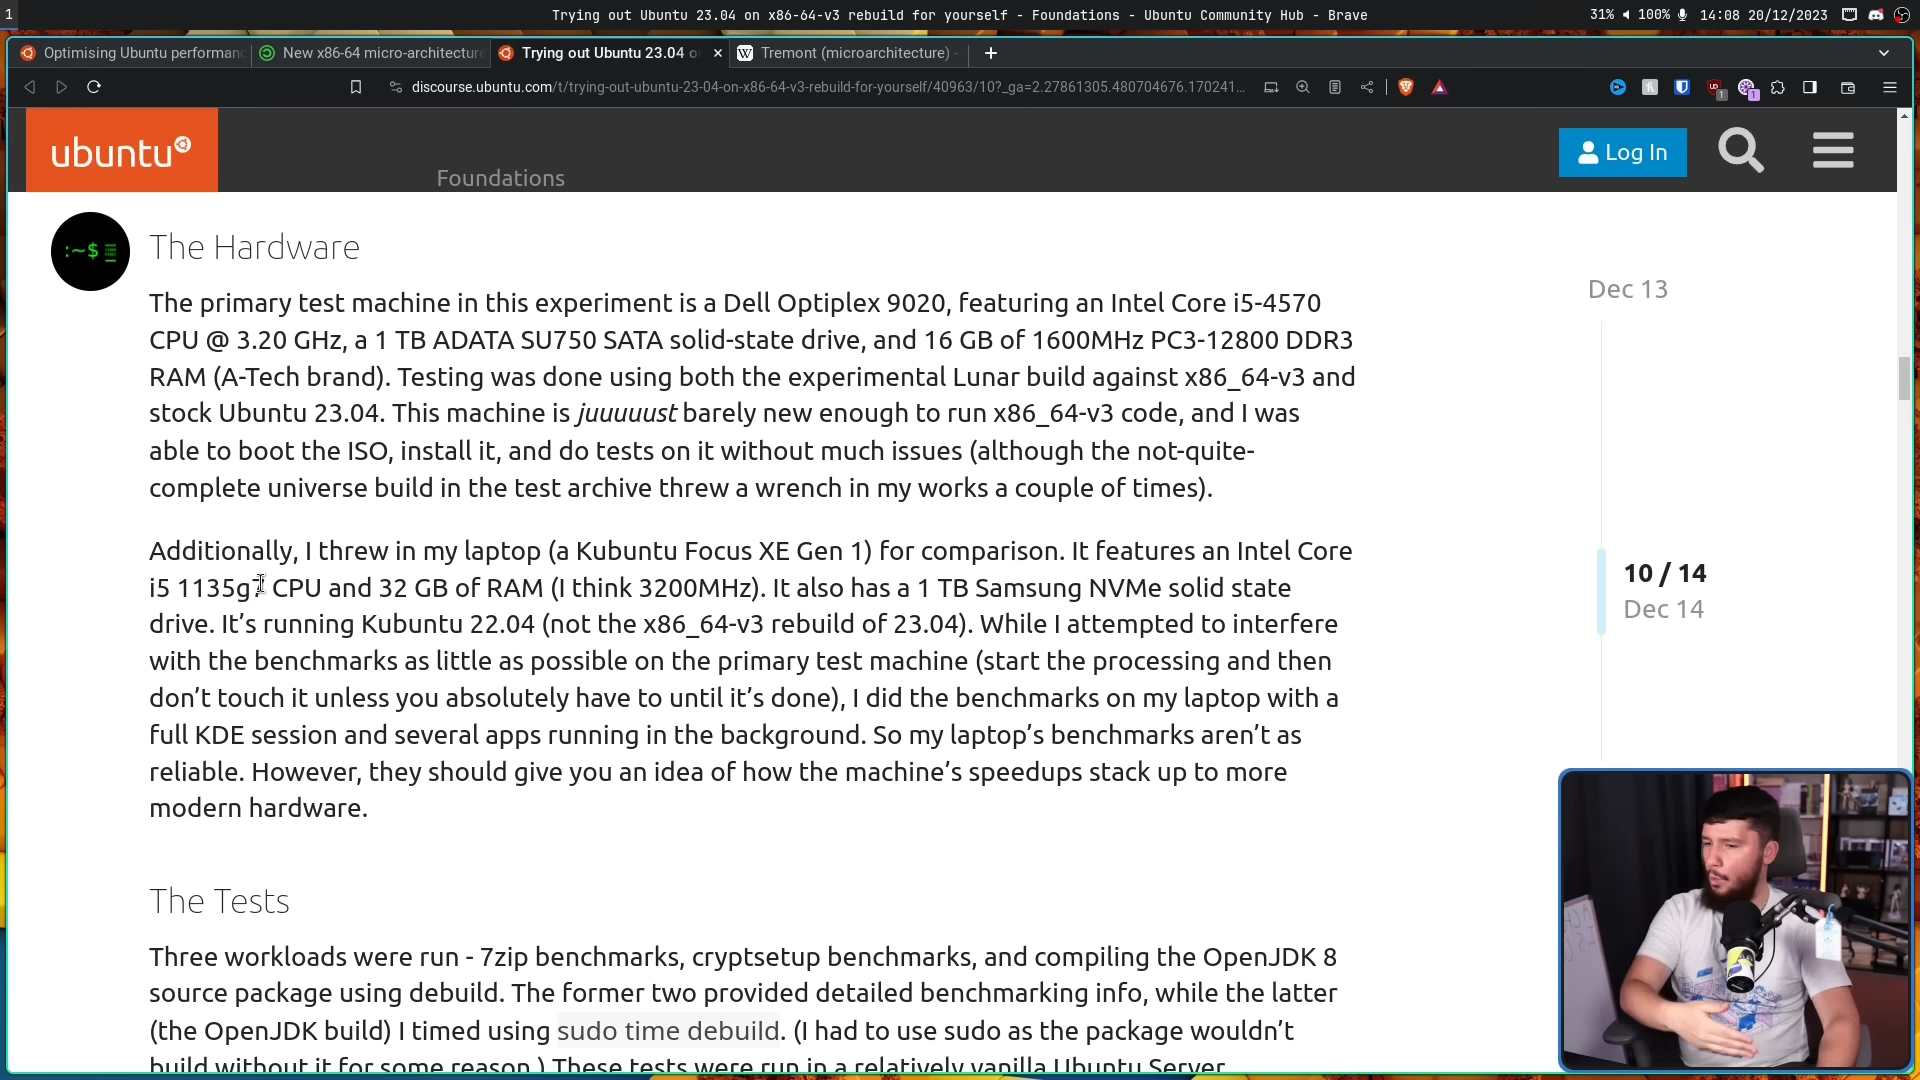 1
Trying out Ubuntu 23.04 on x86-64-v3 rebuild for yourself - Foundations - Ubuntu Community Hub - Brave
31% 100% 14:08 20/12/2023
Optimising Ubuntu performanc
New x86-64 micro-architecture
Trying out Ubuntu 23.04 o
Tremont (microarchitecture) -
discourse.ubuntu.com/t/trying-out-ubuntu-23-04-on-x86-64-v3-rebuild-for-yourself/40963/10?_ga=2.27861305.480704676.170241...
ubuntu
Foundations
Log In
:~$
The Hardware
The primary test machine in this experiment is a Dell Optiplex 9020, featuring an Intel Core i5-4570
CPU @ 3.20 GHz, a 1 TB ADATA SU750 SATA solid-state drive, and 16 GB of 1600MHz PC3-12800 DDR3
RAM (A-Tech brand). Testing was done using both the experimental Lunar build against x86_64-v3 and
stock Ubuntu 23.04. This machine is juuuuust barely new enough to run x86_64-v3 code, and I was
able to boot the ISO, install it, and do tests on it without much issues (although the not-quite-
complete universe build in the test archive threw a wrench in my works a couple of times).
Additionally, I threw in my laptop (a Kubuntu Focus XE Gen 1) for comparison. It features an Intel Core
i5 1135g7 CPU and 32 GB of RAM (I think 3200MHz). It also has a 1 TB Samsung NVMe solid state
drive. It’s running Kubuntu 22.04 (not the x86_64-v3 rebuild of 23.04). While I attempted to interfere
with the benchmarks as little as possible on the primary test machine (start the processing and then
don’t touch it unless you absolutely have to until it’s done), I did the benchmarks on my laptop with a
full KDE session and several apps running in the background. So my laptop’s benchmarks aren’t as
reliable. However, they should give you an idea of how the machine’s speedups stack up to more
modern hardware.
The Tests
Three workloads were run - 7zip benchmarks, cryptsetup benchmarks, and compiling the OpenJDK 8
source package using debuild. The former two provided detailed benchmarking info, while the latter
(the OpenJDK build) I timed using sudo time debuild. (I had to use sudo as the package wouldn’t
build without it for some reason.) These tests were run in a relatively vanilla Ubuntu Server
Dec 13
10 / 14
Dec 14